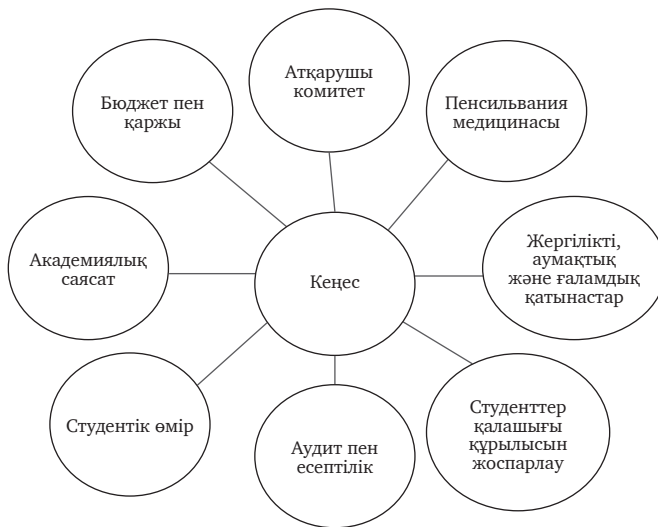 Атқарушы
комитет
Бюджет пен
қаржы
Пенсильвания
медицинасы
Академиялық
саясат
Кеңес
Жергілікті,
аумақтық
және ғаламдық
қатынастар
Студентік өмір
Аудит пен
есептілік
Студенттер
қалашығы
құрылысын
жоспарлау